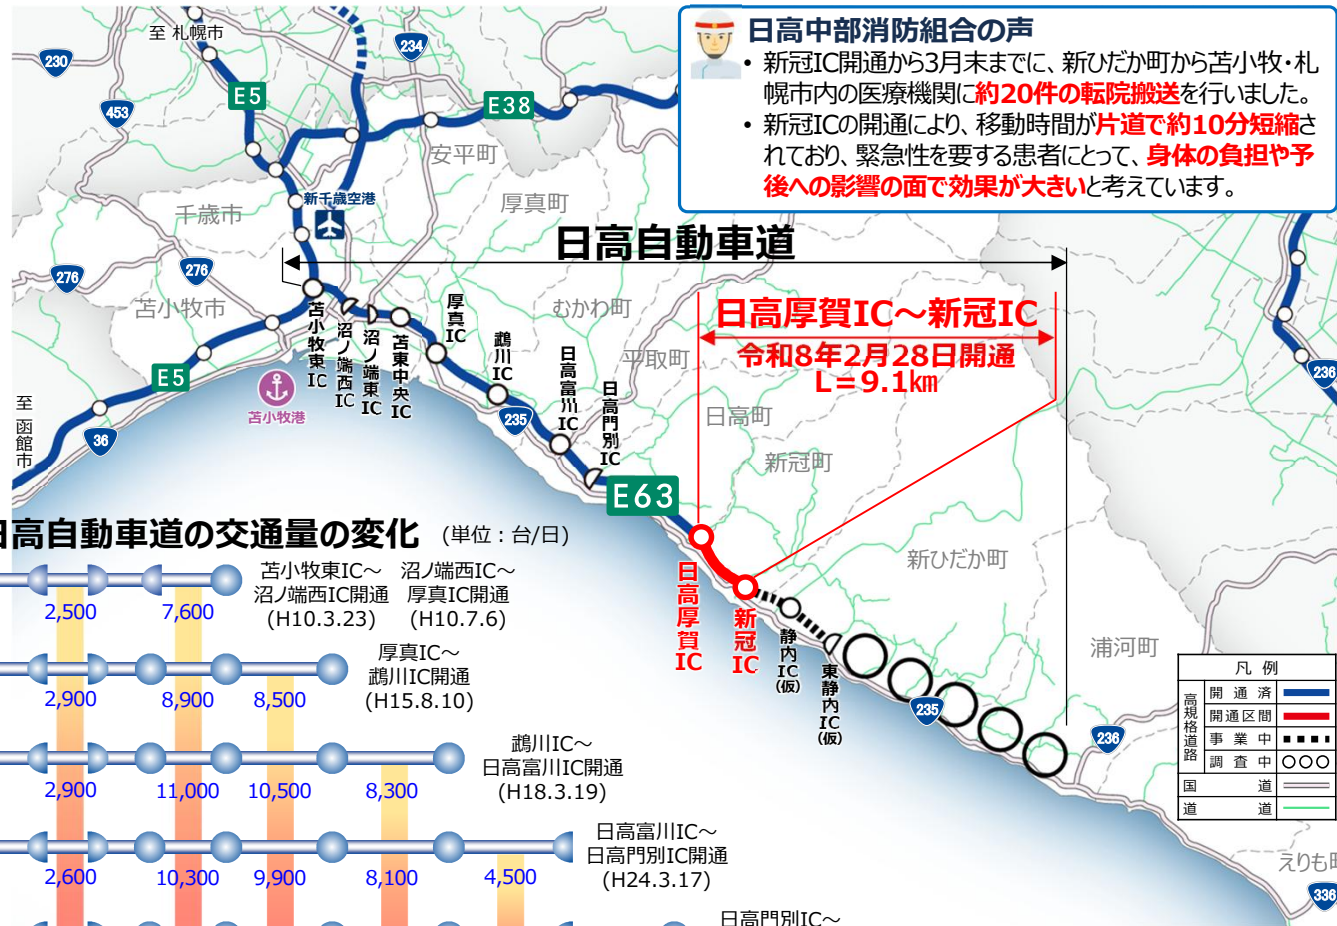 日高中部消防組合の声
• 新冠IC開通から3月末までに、新ひだか町から苫小牧・札
幌市内の医療機関に約20件の転院搬送を行いました。
• 新冠ICの開通により、移動時間が片道で約10分短縮さ
れており、緊急性を要する患者にとって、身体の負担や予
後への影響の面で効果が大きいと考えています。
至 札幌市
230
234
453
E5
E38
安平町
新千歳空港
千歳市
厚真町
276
276
日高自動車道
苫小牧市
むかわ町
日高厚賀IC～新冠IC
令和8年2月28日開通
L＝9.1km
平取町
苫小牧東IC
沼ノ端西IC
沼ノ端東IC
苫東中央IC
厚真IC
鵡川IC
日高富川IC
日高門別IC
E5
苫小牧港
至 函館市
36
235
236
日高町
新冠町
E63
新ひだか町
日高厚賀IC
新冠IC
静内IC(仮)
東静内IC(仮)
浦河町
235
236
えりも町
336
凡 例
高規格道路
開 通 済
開通区間
事 業 中
調 査 中
国 道
道 道
日高自動車道の交通量の変化 (単位：台/日)
苫小牧東IC～
沼ノ端西IC開通
(H10.3.23)
沼ノ端西IC～
厚真IC開通
(H10.7.6)
2,500 7,600
厚真IC～
鵡川IC開通
(H15.8.10)
2,900 8,900 8,500
鵡川IC～
日高富川IC開通
(H18.3.19)
2,900 11,000 10,500 8,300
日高富川IC～
日高門別IC開通
(H24.3.17)
2,600 10,300 9,900 8,100 4,500
日高門別IC～